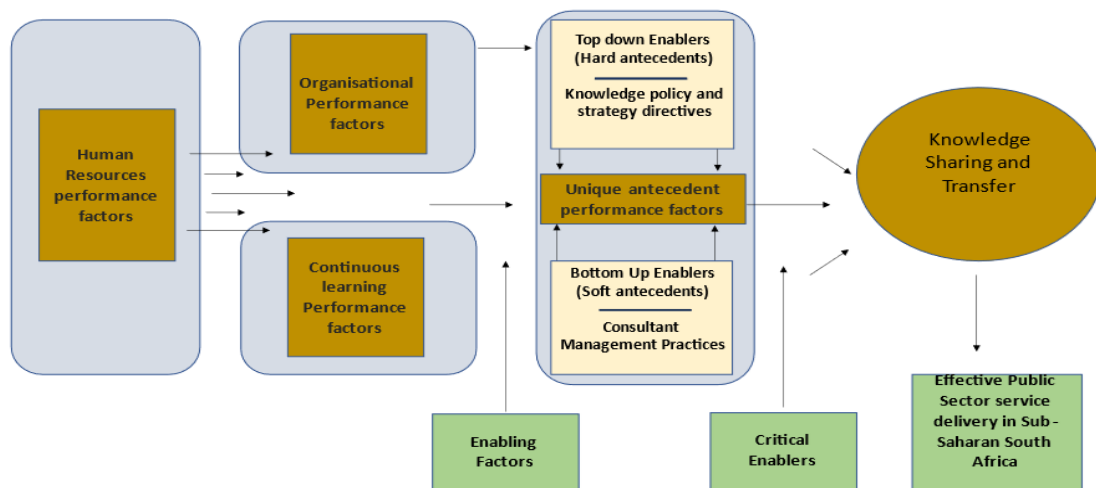 Human
Resources
performance
factors
Organisational
Performance
factors
Continuous
learning
Performance
factors
Top down Enablers
(Hard antecedents)
Knowledge policy and
strategy directives
Unique antecedent
performance factors
Bottom Up Enablers
(Soft antecedents)
Consultant
Management Practices
Enabling
Factors
Critical
Enablers
Knowledge
Sharing and
Transfer
Effective Public
Sector service
delivery in Sub-
Saharan South
Africa